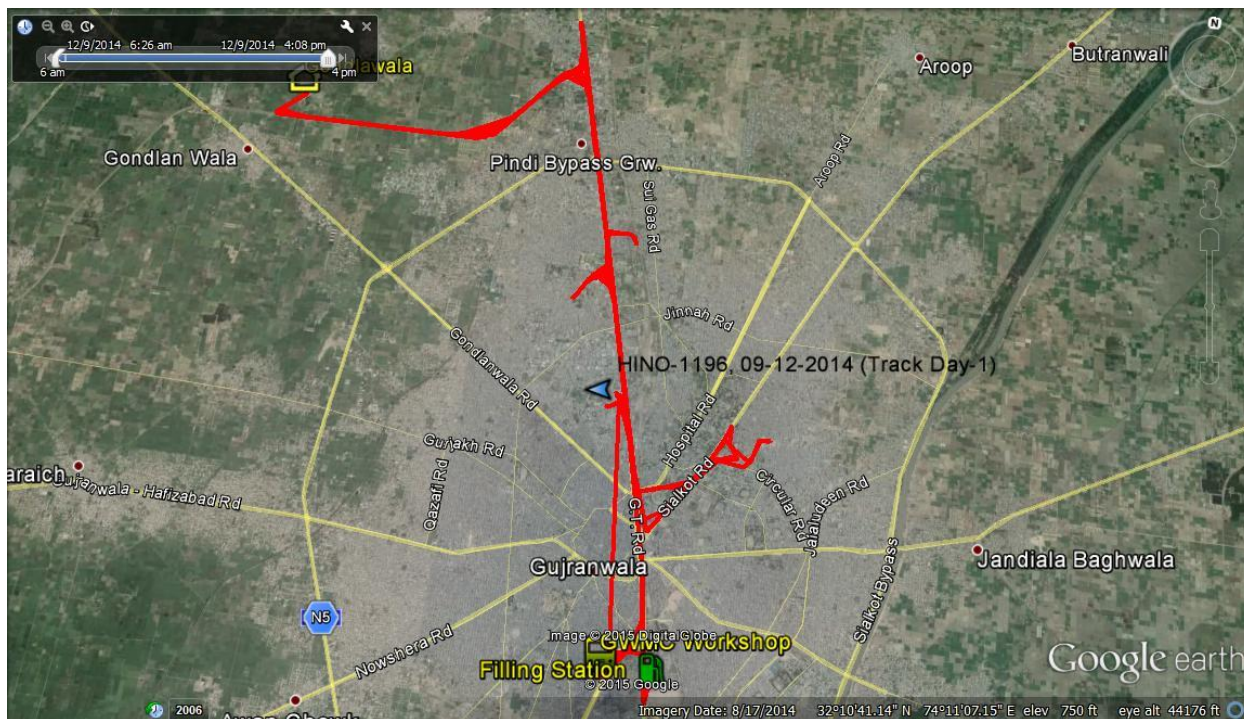 12/9/2014 6:26 am 12/9/2014 4:08 pm
6 am 4 pm
N
Butranwali
Aroop
Gondlan Wala
Pindi Bypass Grw.
Aroop Rd
Sui Gas Rd
Jinnah Rd
Gondlanwala Rd
HINO-1196, 09-12-2014 (Track Day-1)
Hospital Rd
Gurjakh Rd
Qazafi Rd
Sialkot Rd
araich
Gujranwala - Hafizabad Rd
Circular Rd
Jalaludeen Rd
G.T. Rd
Gujranwala
Jandiala Baghwala
Sialkot Bypass
N5
Nowshera Rd
Image © 2015 DigitalGlobe
GWMC Workshop
Filling Station
© 2015 Google
Google earth
2006
Imagery Date: 8/17/2014 32°10'41.14" N 74°11'07.15" E elev 750 ft eye alt 44176 ft